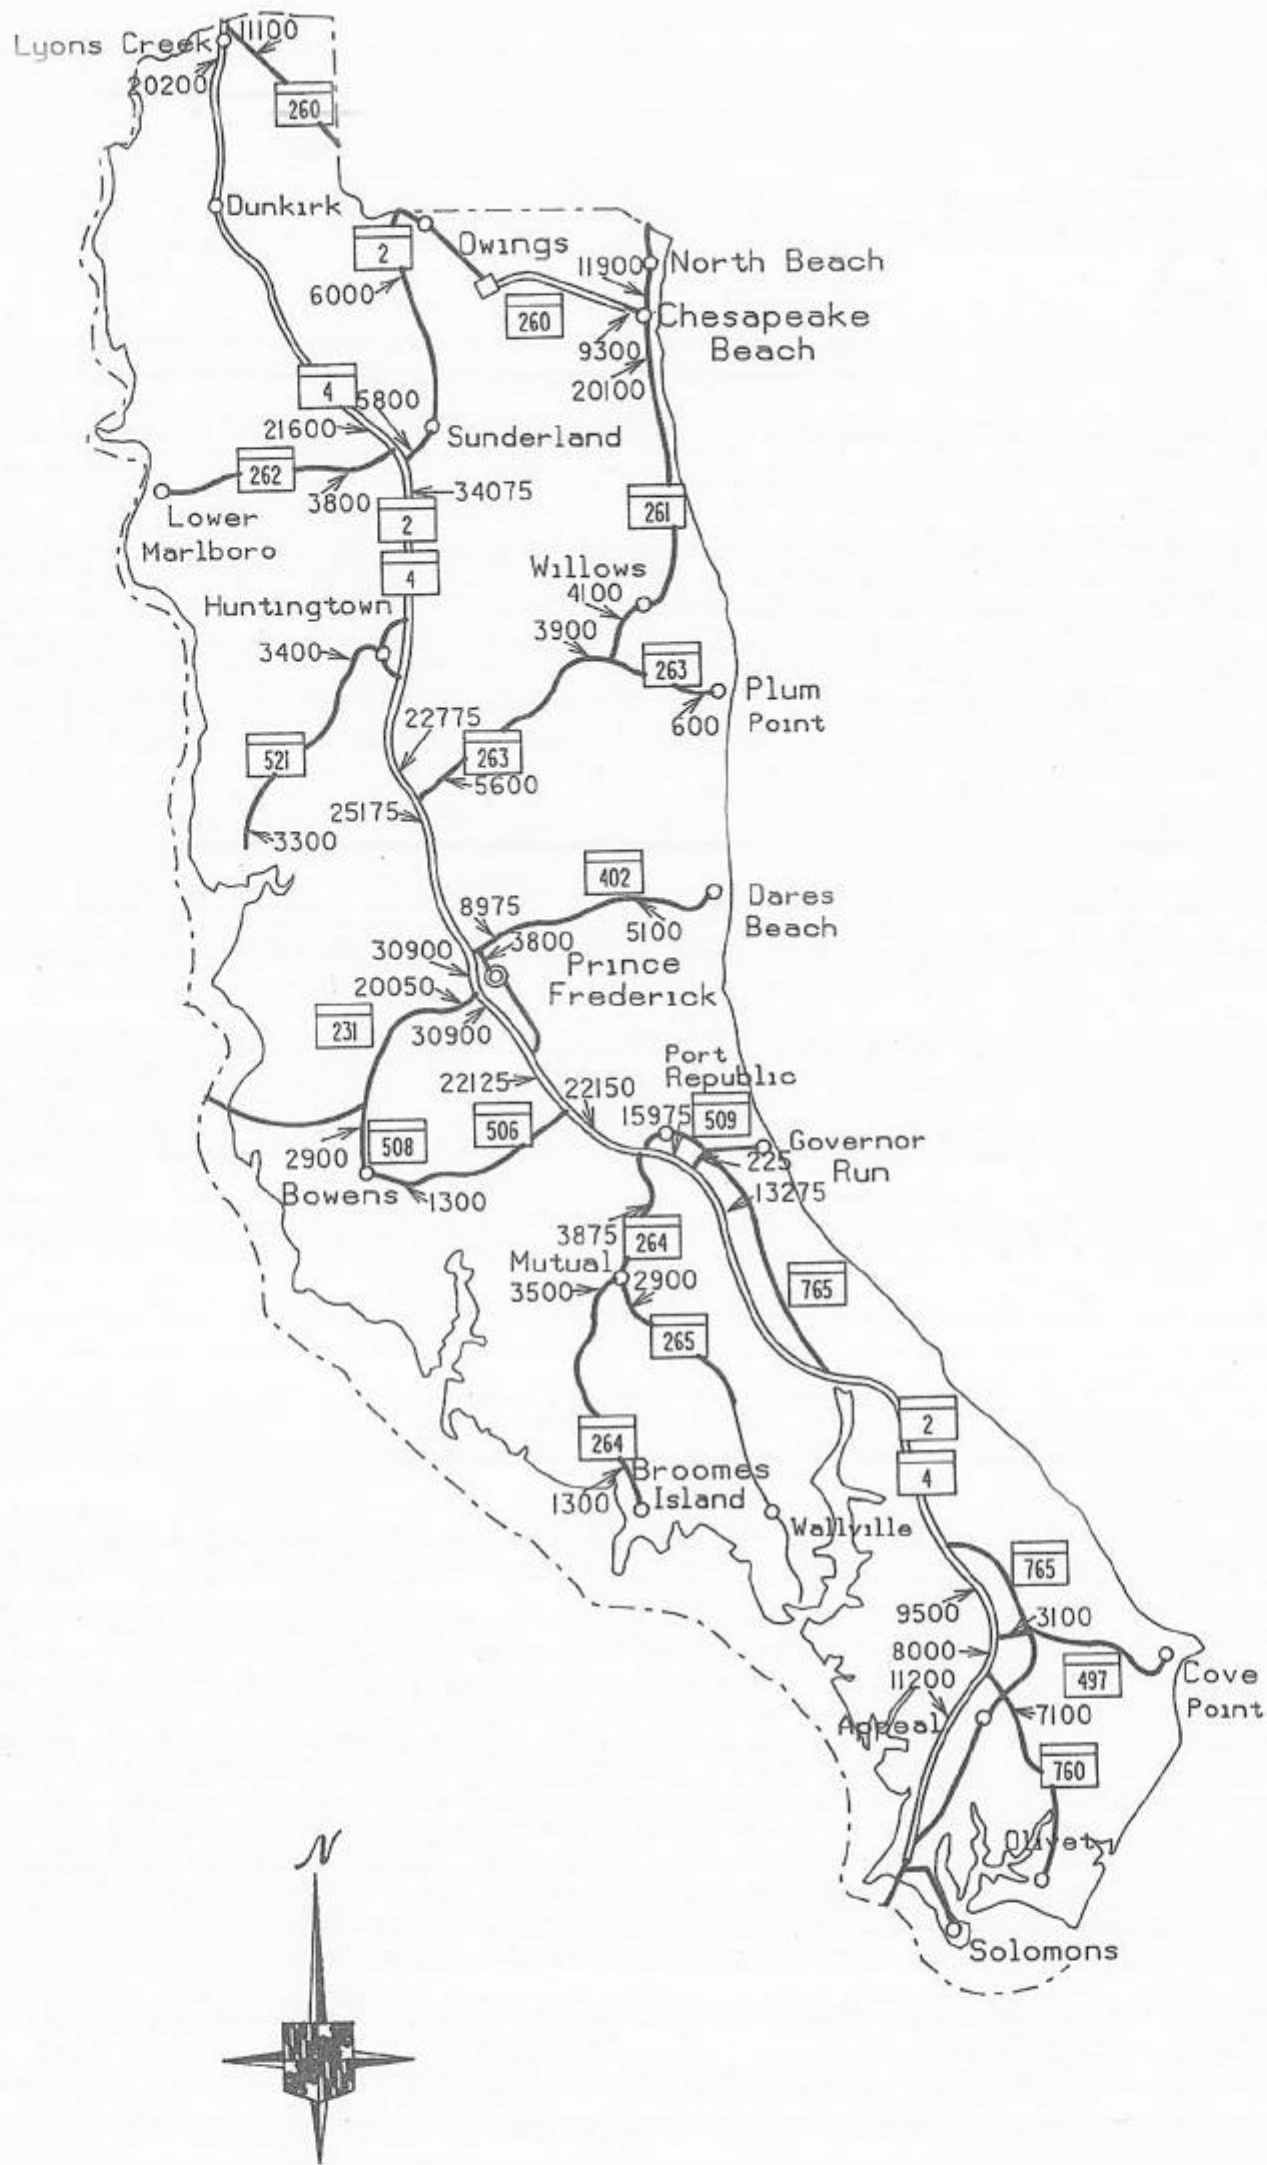 Lyons Creek
11100
20200
260
Dunkirk
2
Owings
11900
North Beach
6000
260
Chesapeake
Beach
9300
20100
4
5800
21600
Sunderland
262
3800
34075
Lower
Marlboro
2
261
4
Willows
4100
Huntingtown
3400
3900
263
Plum
Point
600
22775
521
263
5600
25175
3300
402
Dares
Beach
8975
5100
3800
30900
Prince
Frederick
20050
231
30900
Port
Republic
22125
22150
15975
509
506
508
2900
Governor
Run
225
Bowens
1300
13275
3875
264
Mutual
3500
2900
765
265
2
264
4
Broomes
Island
1300
Wallville
765
9500
3100
8000
11200
497
Cove
Point
Appeal
7100
760
Olivet
N
Solomons